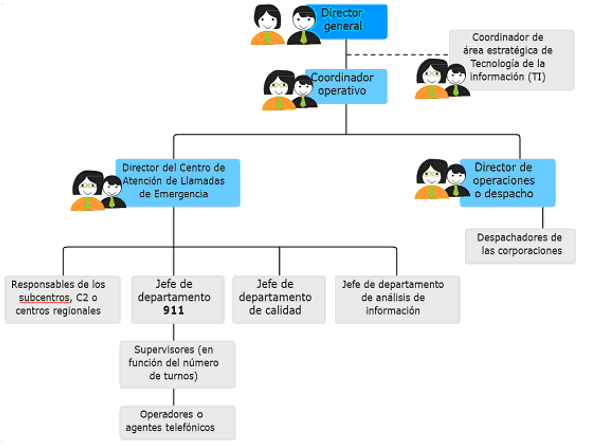 Director
general
Coordinador de
área estratégica de
Tecnología de la
información (TI)
Coordinador
operativo
Director del Centro de
Atención de Llamadas
de Emergencia
Director de
operaciones
o despacho
Despachadores de
las corporaciones
Responsables de los
subcentros, C2 o
centros regionales
Jefe de
departamento
911
Jefe de
departamento
de calidad
Jefe de departamento
de análisis de
información
Supervisores (en
función del número
de turnos)
Operadores o
agentes telefónicos